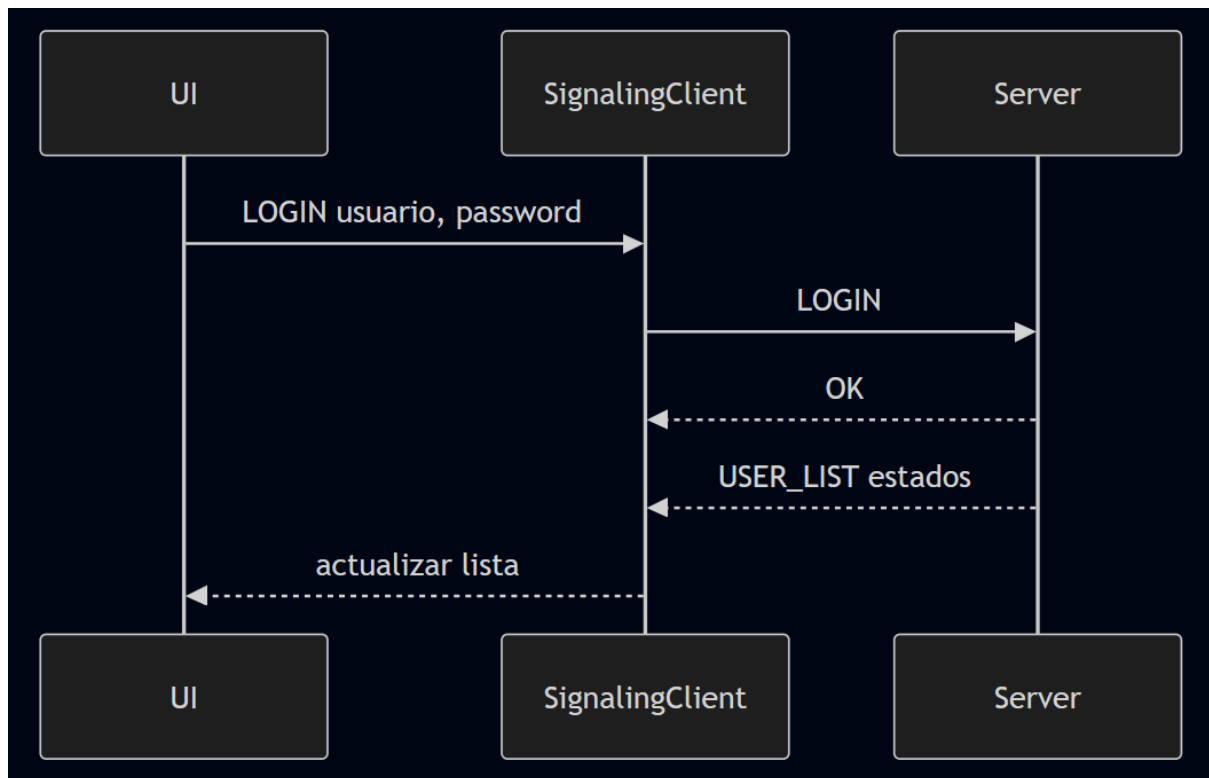 UI
SignalingClient
Server
LOGIN usuario, password
LOGIN
OK
USER_LIST estados
actualizar lista
UI
SignalingClient
Server